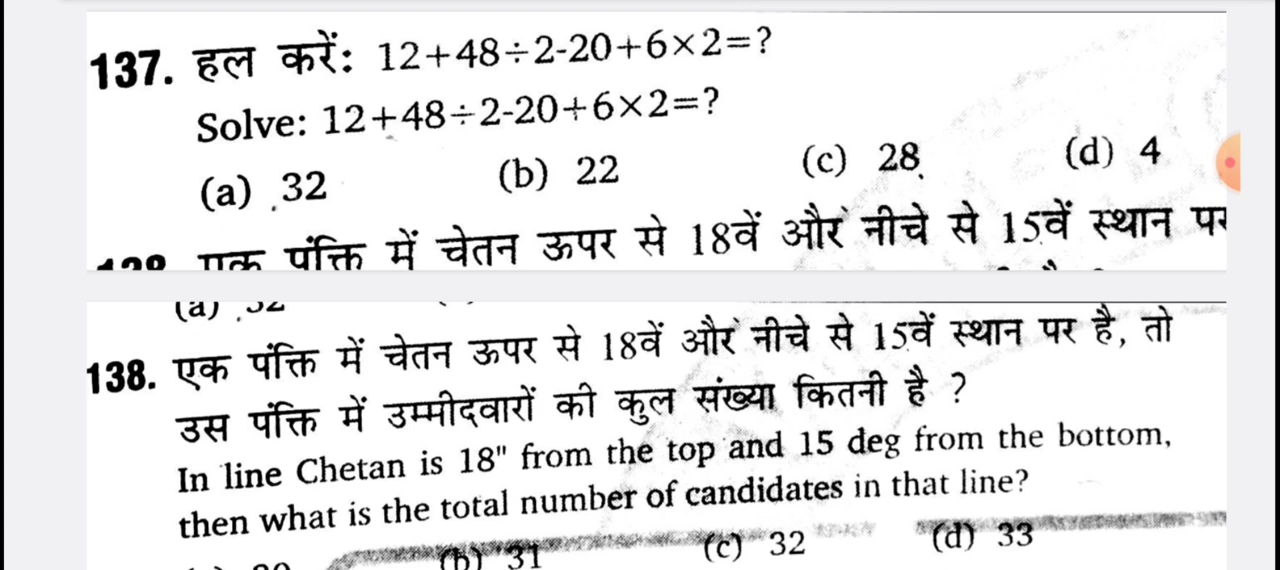 137. हल करें: 12+48÷2-20+6×2=?
Solve: 12+48÷2-20+6×2=?
(a) 32 (b) 22 (c) 28 (d) 4
एक पंक्ति में चेतन ऊपर से 18वें और नीचे से 15वें स्थान पर
(a) 32
138. एक पंक्ति में चेतन ऊपर से 18वें और नीचे से 15वें स्थान पर है, तो
उस पंक्ति में उम्मीदवारों की कुल संख्या कितनी है ?
In line Chetan is 18" from the top and 15 deg from the bottom,
then what is the total number of candidates in that line?
(b) 31 (c) 32 (d) 33